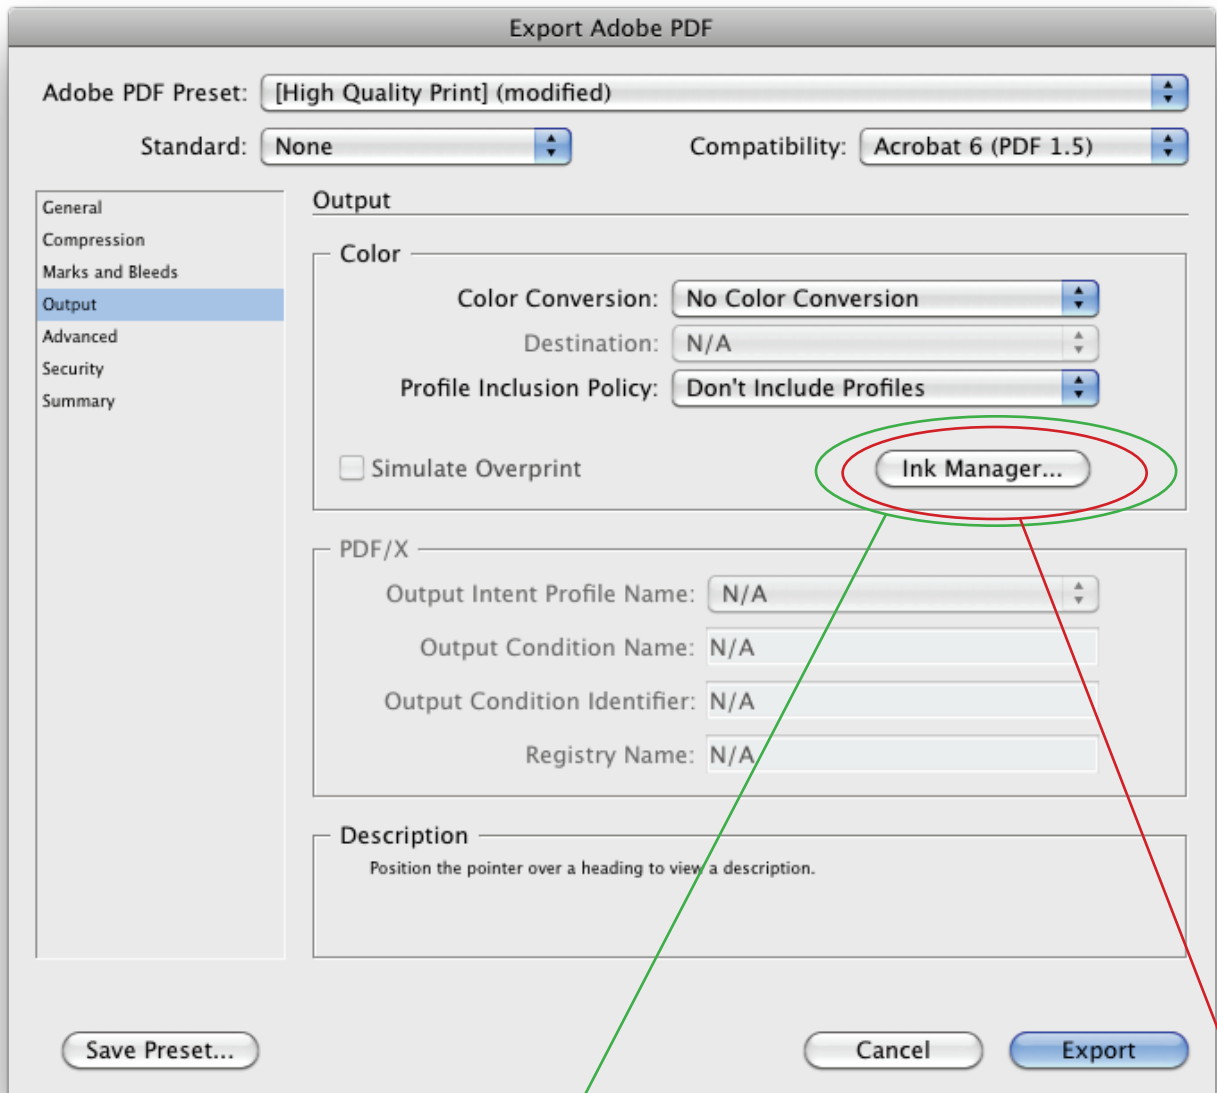 Export Adobe PDF
Adobe PDF Preset: [High Quality Print] (modified)
Standard: None Compatibility: Acrobat 6 (PDF 1.5)
General
Compression
Marks and Bleeds
Output
Advanced
Security
Summary
Output
Color
Color Conversion: No Color Conversion
Destination: N/A
Profile Inclusion Policy: Don't Include Profiles
Simulate Overprint Ink Manager...
PDF/X
Output Intent Profile Name: N/A
Output Condition Name: N/A
Output Condition Identifier: N/A
Registry Name: N/A
Description
Position the pointer over a heading to view a description.
Save Preset... Cancel Export